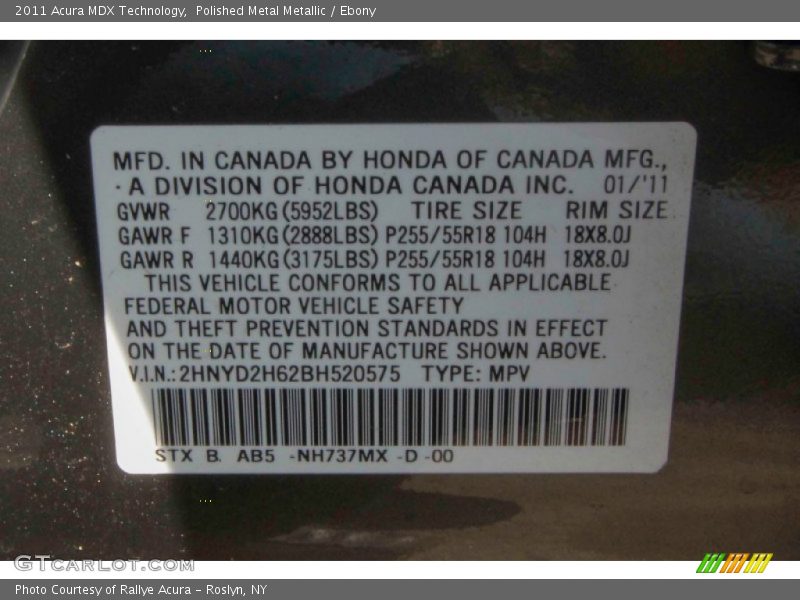 2011 Acura MDX Technology, Polished Metal Metallic / Ebony
MFD. IN CANADA BY HONDA OF CANADA MFG.,
A DIVISION OF HONDA CANADA INC. 01/'11
GVWR 2700KG(5952LBS) TIRE SIZE RIM SIZE
GAWR F 1310KG(2888LBS) P255/55R18 104H 18X8.0J
GAWR R 1440KG(3175LBS) P255/55R18 104H 18X8.0J
THIS VEHICLE CONFORMS TO ALL APPLICABLE
FEDERAL MOTOR VEHICLE SAFETY
AND THEFT PREVENTION STANDARDS IN EFFECT
ON THE DATE OF MANUFACTURE SHOWN ABOVE.
V.I.N.: 2HNYD2H62BH520575 TYPE: MPV
STX B. AB5 -NH737MX -D -00
GTCARLOT.COM
Photo Courtesy of Rallye Acura - Roslyn, NY